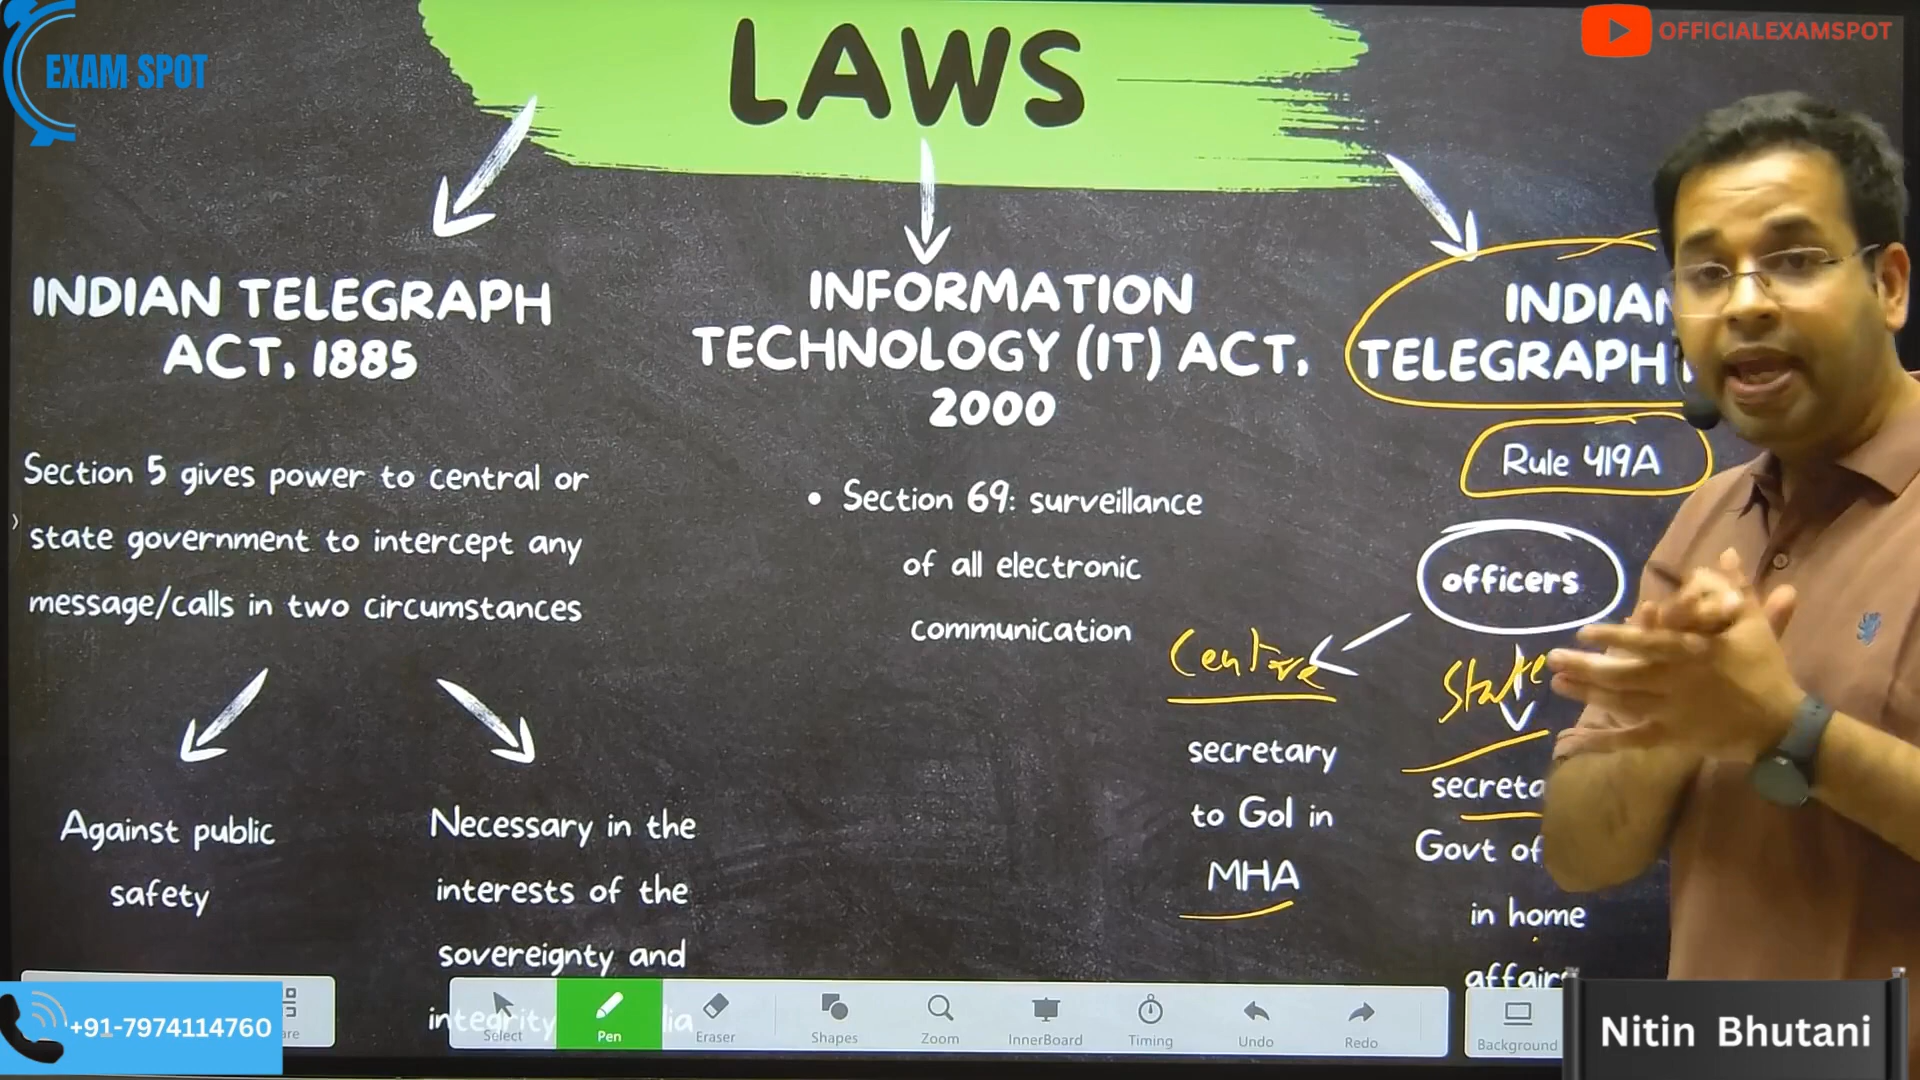 EXAM SPOT
OFFICIALEXAMSPOT
LAWS
INDIAN TELEGRAPH
ACT, 1885
Section 5 gives power to central or
state government to intercept any
message/calls in two circumstances
Against public
safety
Necessary in the
interests of the
sovereignty and
integrity
INFORMATION
TECHNOLOGY (IT) ACT,
2000
• Section 69: surveillance
of all electronic
communication
INDIAN
TELEGRAPH
Rule 419A
officers
Centre
State
secretary
to GoI in
MHA
Govt of
in home
affairs
+91-7974114760
Select
Pen
Eraser
Shapes
Zoom
InnerBoard
Timing
Undo
Redo
Background
Nitin Bhutani